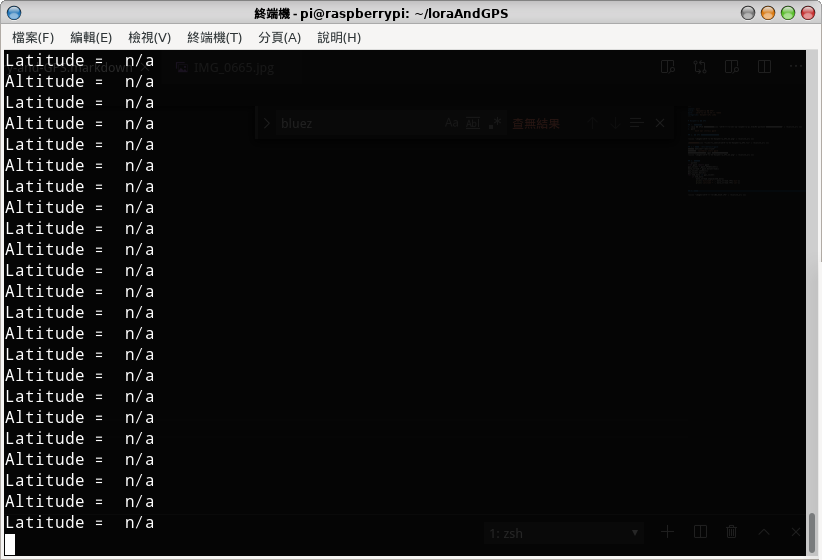 終端機 - pi@raspberrypi: ~/loraAndGPS
檔案(F) 編輯(E) 檢視(V) 終端機(T) 分頁(A) 說明(H)
Latitude = n/a
IMG_0665.jpg
Altitude = n/a
Latitude = n/a
Altitude = n/a
bluez Aa Ab| .* 查無結果
Latitude = n/a
Altitude = n/a
Latitude = n/a
Altitude = n/a
Latitude = n/a
Altitude = n/a
Latitude = n/a
Altitude = n/a
Latitude = n/a
Altitude = n/a
Latitude = n/a
Altitude = n/a
Latitude = n/a
Altitude = n/a
Latitude = n/a
Altitude = n/a
Latitude = n/a
Altitude = n/a
Latitude = n/a
1: zsh